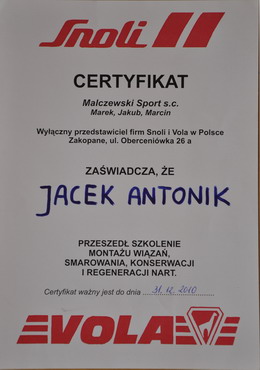 Snoli
CERTYFIKAT
Malczewski Sport s.c.
Marek, Jakub, Marcin
Wyłączny przedstawiciel firm Snoli i Vola w Polsce
Zakopane, ul. Oberceniówka 26 a
ZAŚWIADCZA, ŻE
JACEK ANTONIK
PRZESZEDŁ SZKOLENIE
MONTAŻU WIĄZAŃ,
SMAROWANIA, KONSERWACJI
I REGENERACJI NART.
Certyfikat ważny jest do dnia 31.12.2010
VOLA